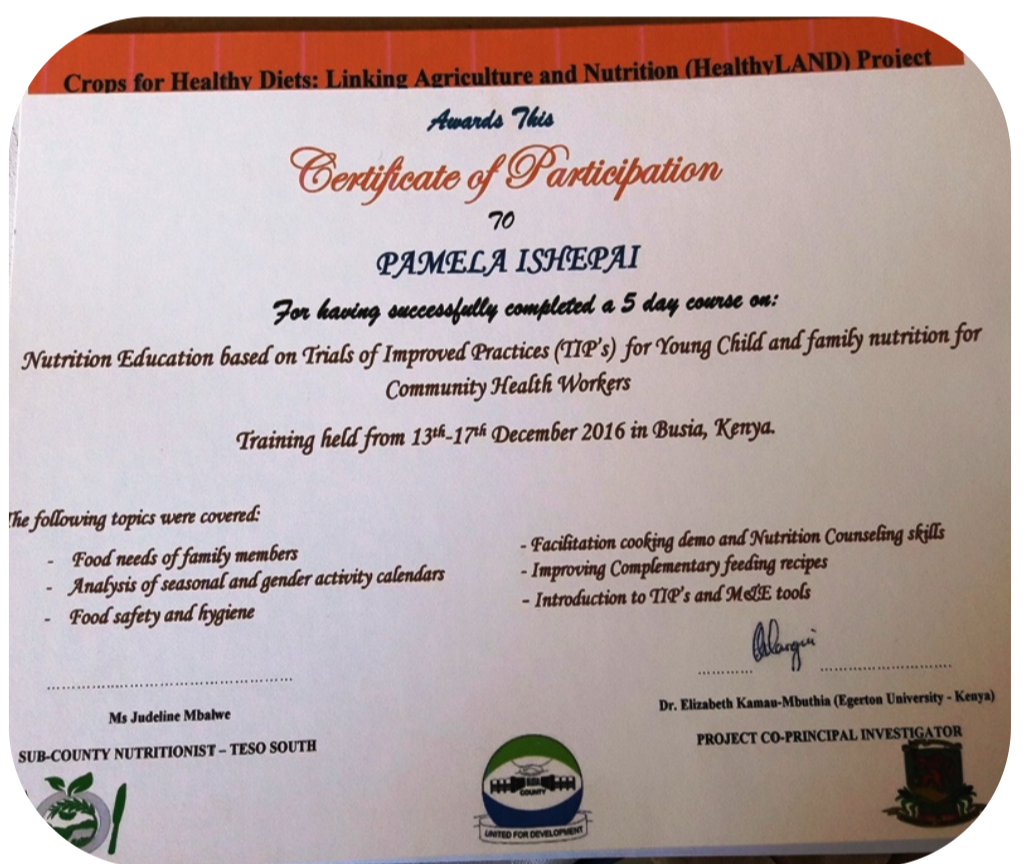 Crops for Healthy Diets: Linking Agriculture and Nutrition (HealthyLAND) Project
Awards This
Certificate of Participation
TO
PAMELA ISHEPAI
For having successfully completed a 5 day course on:
Nutrition Education based on Trials of Improved Practices (TIP's) for Young Child and family nutrition for
Community Health Workers
Training held from 13th-17th December 2016 in Busia, Kenya.
The following topics were covered:
- Food needs of family members
- Analysis of seasonal and gender activity calendars
- Food safety and hygiene
- Facilitation cooking demo and Nutrition Counseling skills
- Improving Complementary feeding recipes
- Introduction to TIP's and M&E tools
Ms Judeline Mbalwe
SUB-COUNTY NUTRITIONIST – TESO SOUTH
Dr. Elizabeth Kamau-Mbuthia (Egerton University - Kenya)
PROJECT CO-PRINCIPAL INVESTIGATOR
BUSIA
COUNTY
UNITED FOR DEVELOPMENT